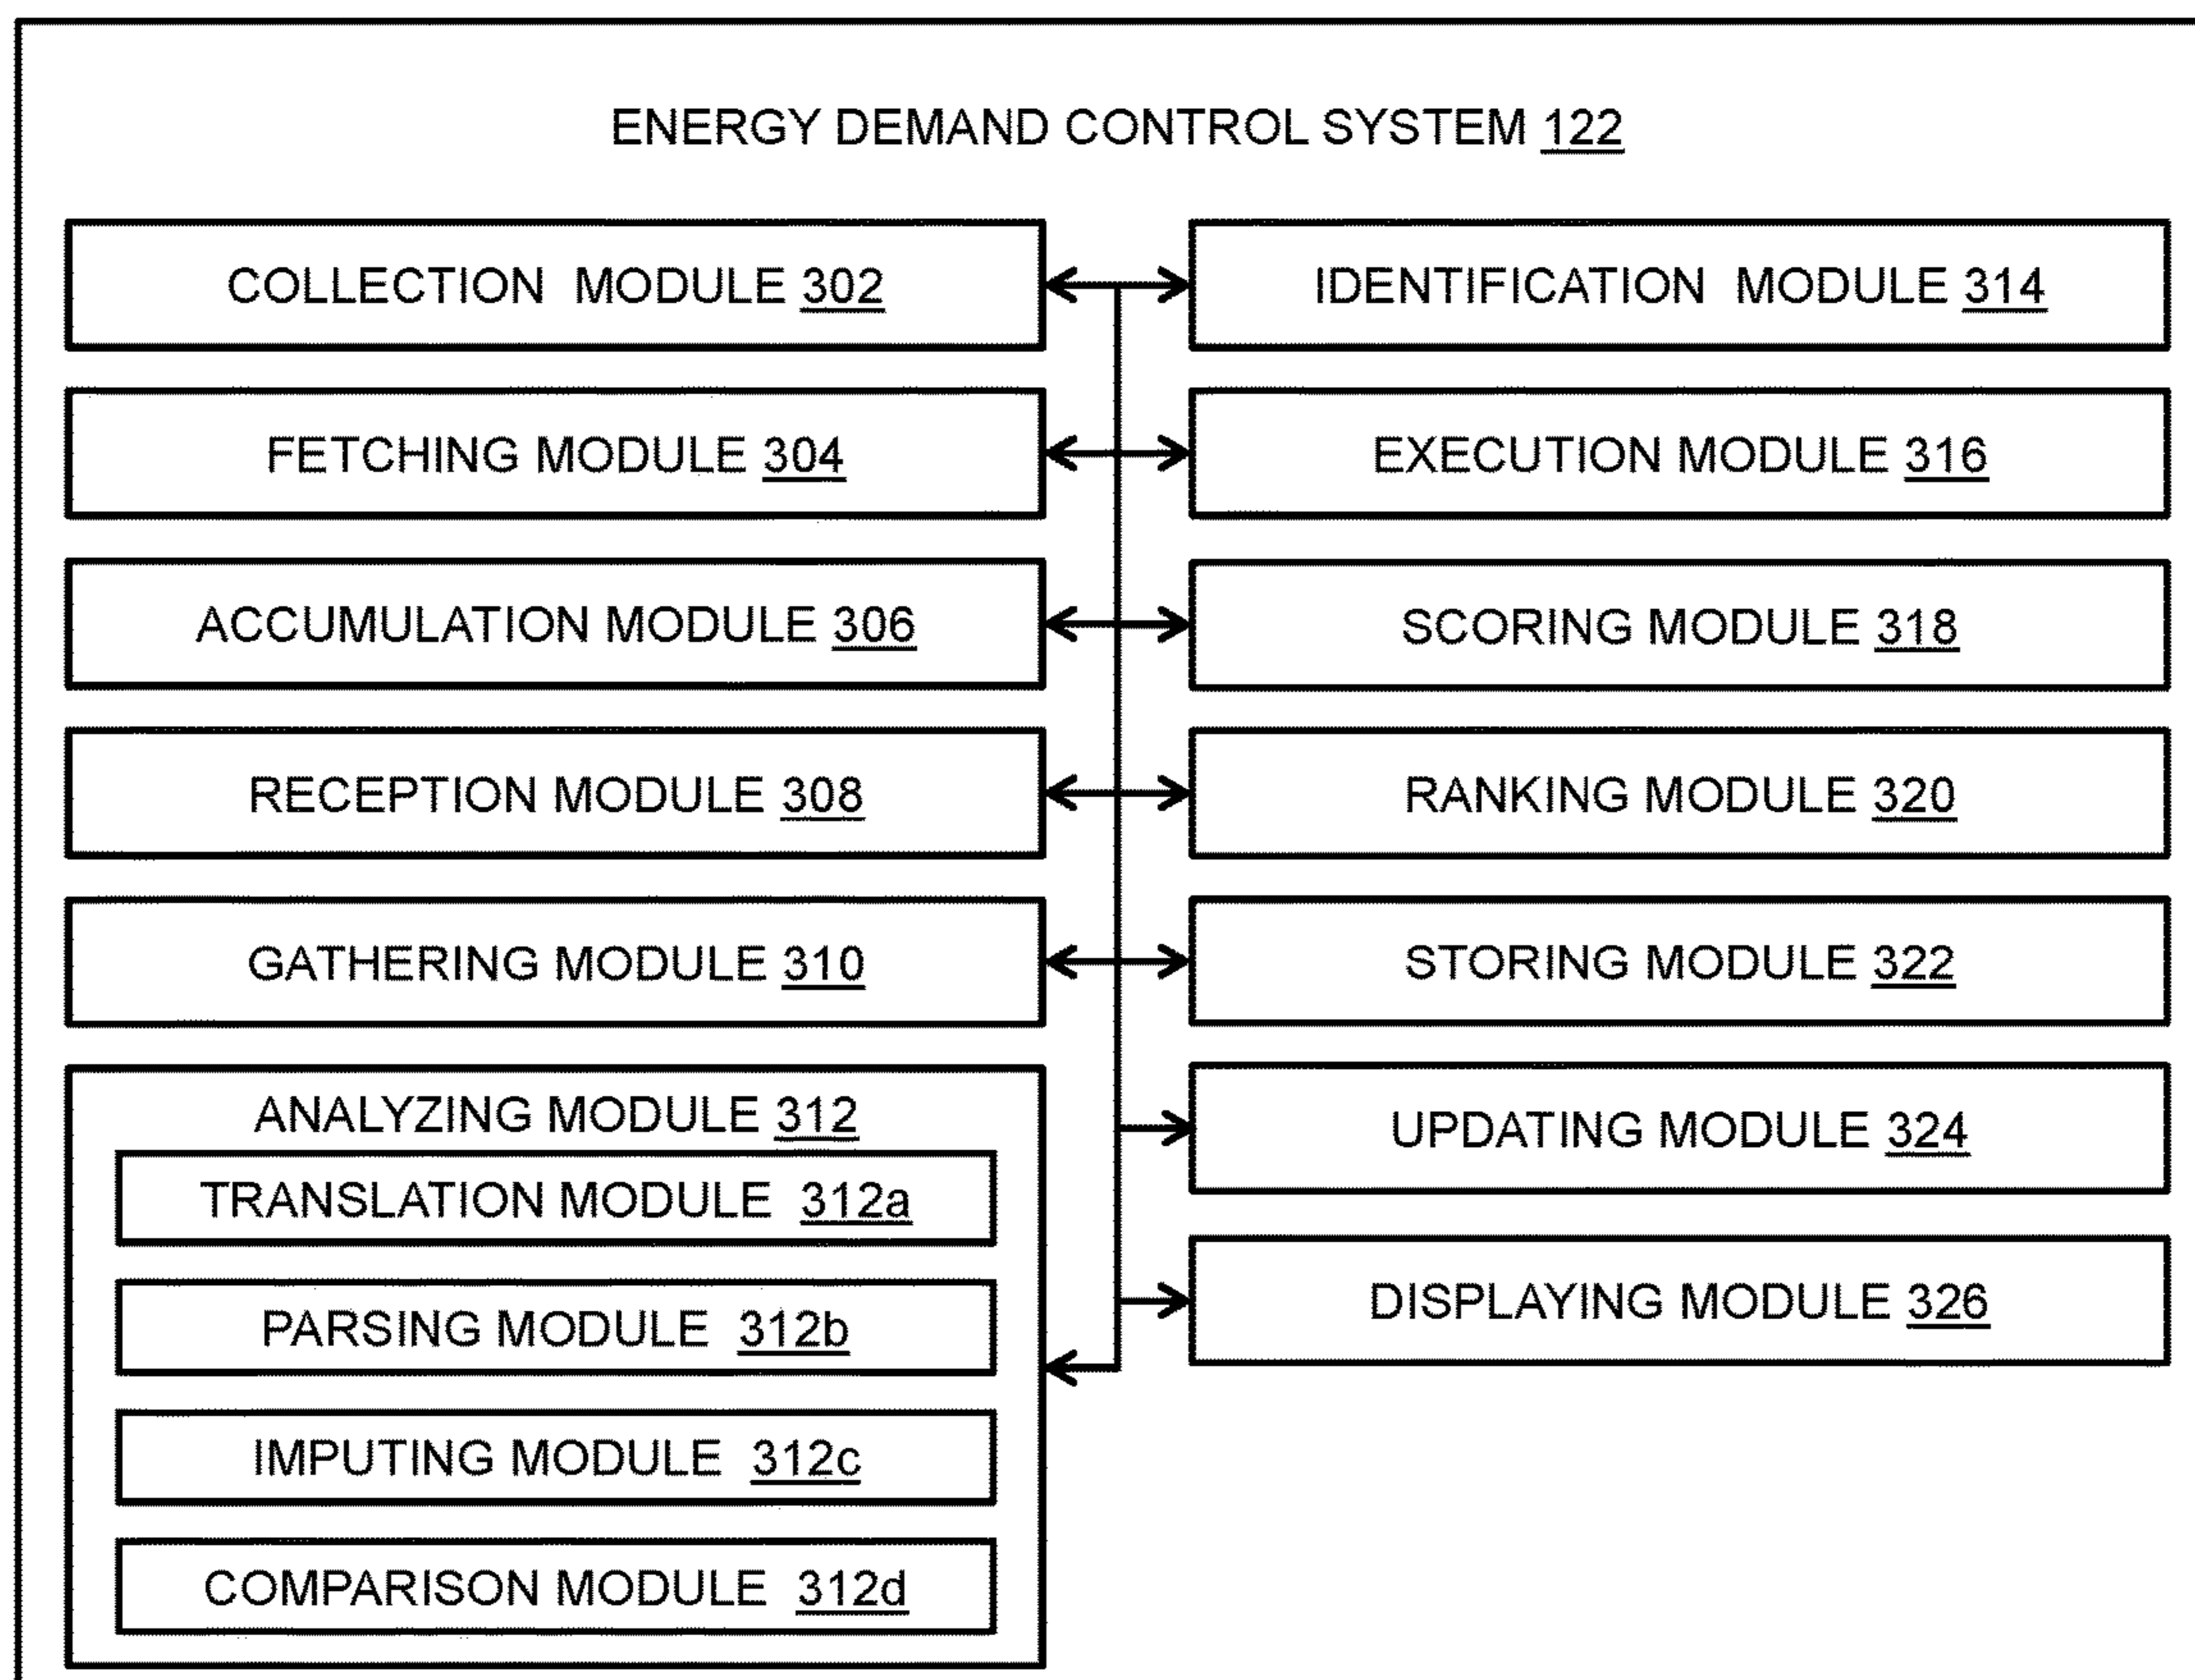 ENERGY DEMAND CONTROL SYSTEM 122
COLLECTION MODULE 302
FETCHING MODULE 304
ACCUMULATION MODULE 306
RECEPTION MODULE 308
GATHERING MODULE 310
ANALYZING MODULE 312
TRANSLATION MODULE 312a
PARSING MODULE 312b
IMPUTING MODULE 312c
COMPARISON MODULE 312d
IDENTIFICATION MODULE 314
EXECUTION MODULE 316
SCORING MODULE 318
RANKING MODULE 320
STORING MODULE 322
UPDATING MODULE 324
DISPLAYING MODULE 326